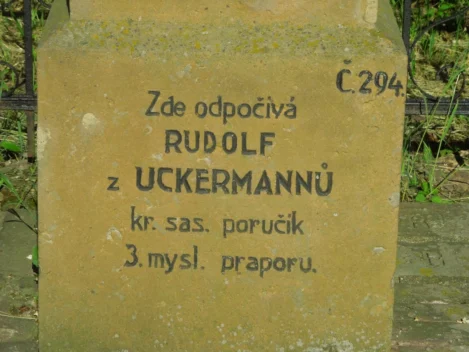 Č.294.
Zde odpočívá
RUDOLF
z UCKERMANNŮ
kr. sas. poručik
3. mysl. praporu.